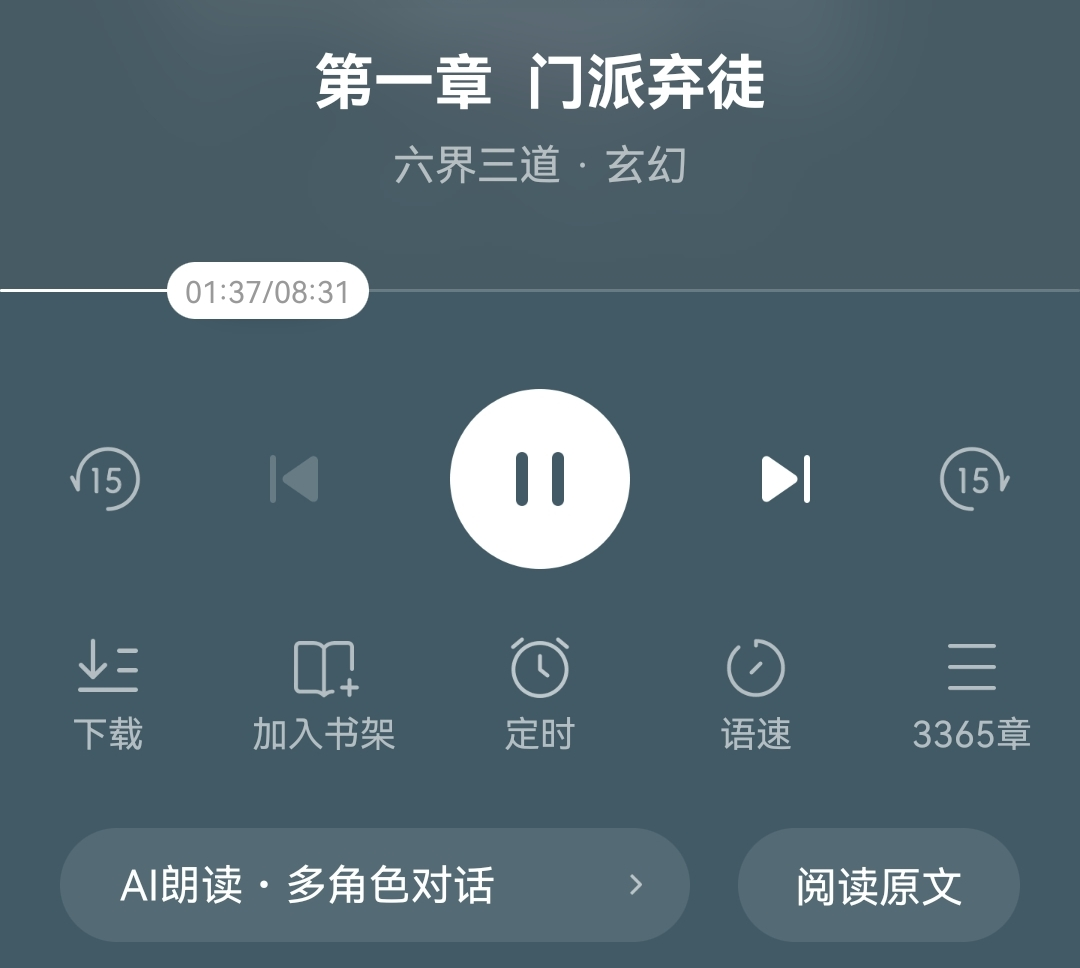 第一章 门派弃徒
六界三道 · 玄幻
01:37/08:31
15 15
下载 加入书架 定时 语速 3365章
AI朗读 · 多角色对话 阅读原文